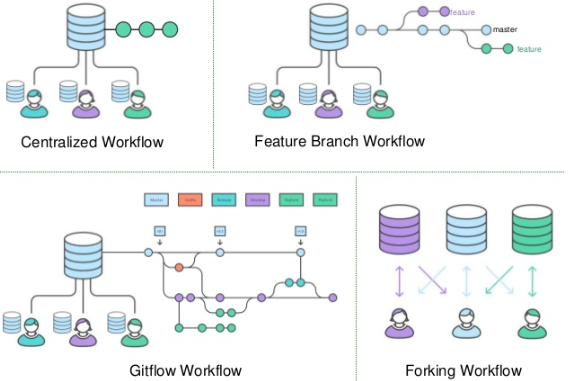 feature
master
feature
Centralized Workflow
Feature Branch Workflow
Master
Hotfix
Release
Develop
Feature
Feature
Gitflow Workflow
Forking Workflow